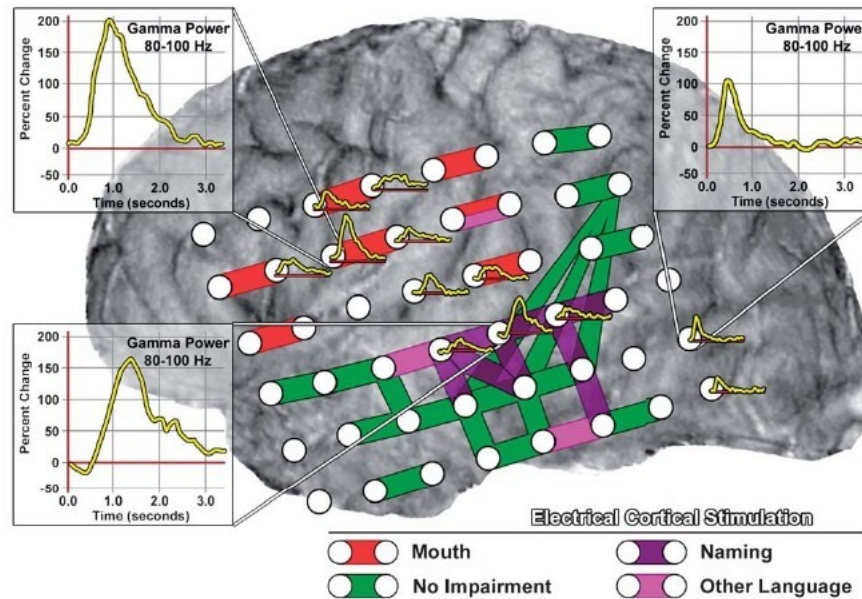 Gamma Power
80-100 Hz
Percent Change
200
150
100
50
0
-50
0.0 1.0 2.0 3.0
Time (seconds)
Gamma Power
80-100 Hz
Percent Change
200
150
100
50
0
-50
0.0 1.0 2.0 3.0
Time (seconds)
Gamma Power
80-100 Hz
Percent Change
200
150
100
50
0
-50
0.0 1.0 2.0 3.0
Time (seconds)
Electrical Cortical Stimulation
Mouth Naming
No Impairment Other Language